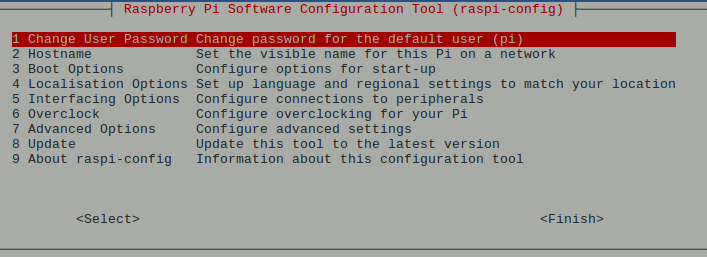 Raspberry Pi Software Configuration Tool (raspi-config)
1 Change User Password Change password for the default user (pi)
2 Hostname Set the visible name for this Pi on a network
3 Boot Options Configure options for start-up
4 Localisation Options Set up language and regional settings to match your location
5 Interfacing Options Configure connections to peripherals
6 Overclock Configure overclocking for your Pi
7 Advanced Options Configure advanced settings
8 Update Update this tool to the latest version
9 About raspi-config Information about this configuration tool
<Select> <Finish>